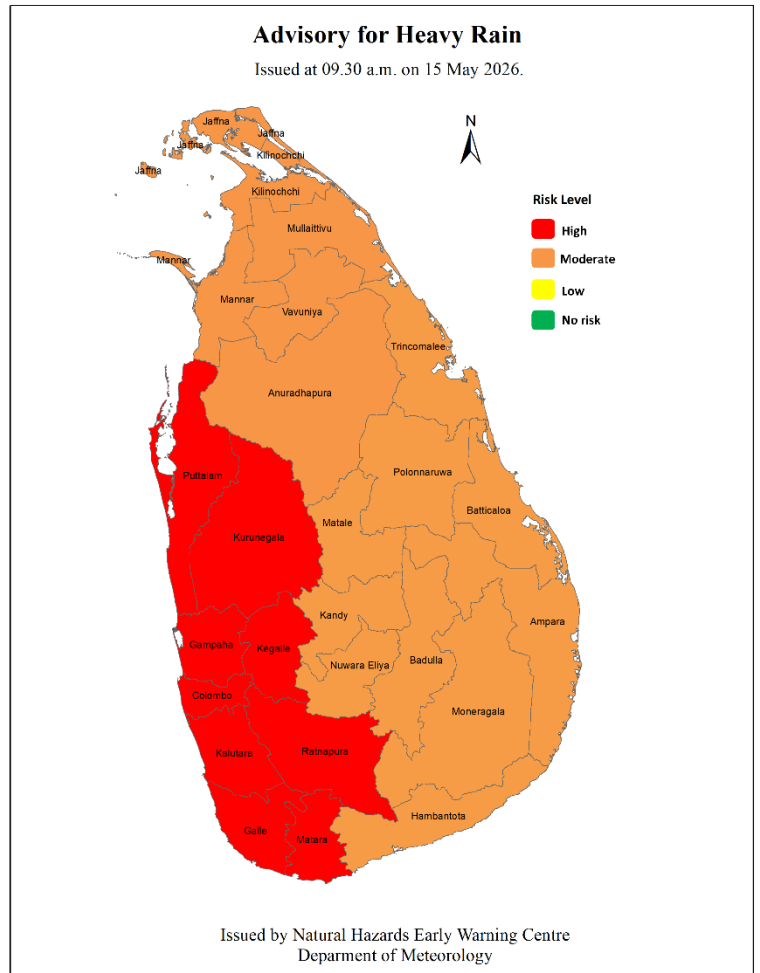 Advisory for Heavy Rain
Issued at 09.30 a.m. on 15 May 2026.
N
Risk Level
High
Moderate
Low
No risk
Jaffna
Jaffna
Jaffna
Kilinochchi
Jaffna
Kilinochchi
Mullaittivu
Mannar
Mannar
Vavuniya
Trincomalee
Anuradhapura
Polonnaruwa
Puttalam
Batticaloa
Matale
Kurunegala
Kandy
Ampara
Gampaha
Kegalle
Nuwara Eliya
Badulla
Colombo
Moneragala
Kalutara
Ratnapura
Hambantota
Galle
Matara
Issued by Natural Hazards Early Warning Centre
Deparment of Meteorology